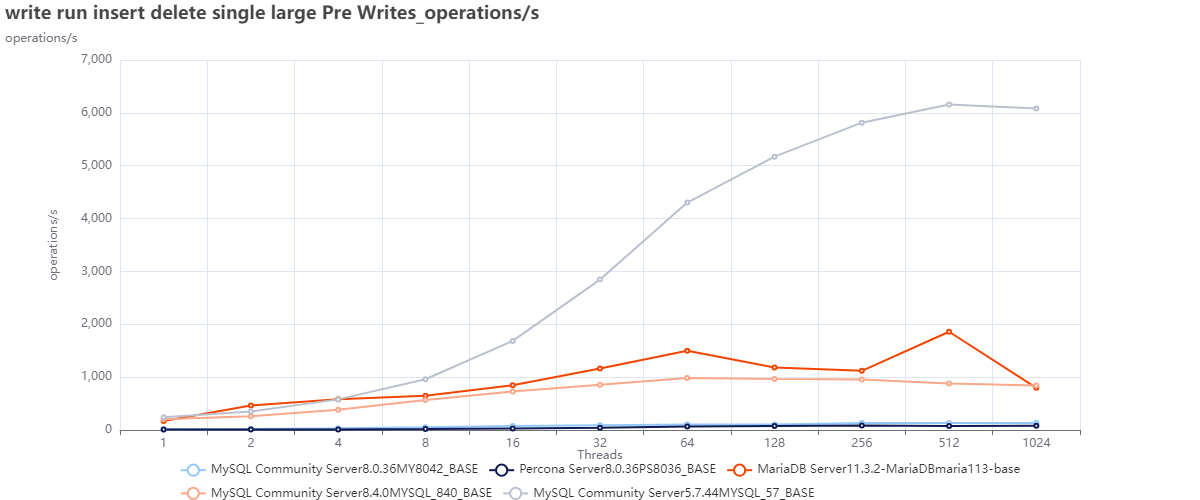 write run insert delete single large Pre Writes_operations/s
operations/s
7,000
6,000
5,000
4,000
3,000
2,000
1,000
0
operations/s
1 2 4 8 16 32 64 128 256 512 1024
Threads
MySQL Community Server8.0.36MY8042_BASE Percona Server8.0.36PS8036_BASE MariaDB Server11.3.2-MariaDBmaria113-base
MySQL Community Server8.4.0MYSQL_840_BASE MySQL Community Server5.7.44MYSQL_57_BASE